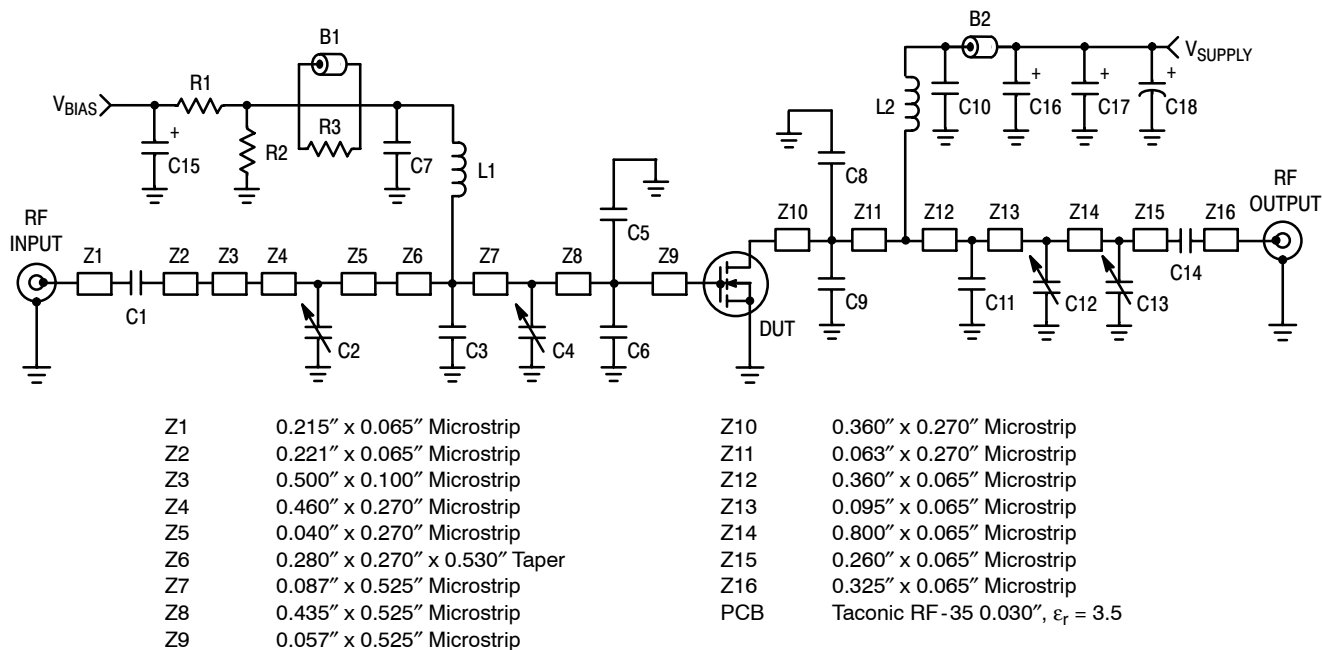 B1
R1
V_BIAS
C15
+
R2
R3
C7
L1
B2
V_SUPPLY
L2
C10
+
C16
+
C17
+
C18
RF
INPUT
Z1
C1
Z2
Z3
Z4
C2
Z5
Z6
C3
Z7
C4
Z8
C5
C6
Z9
DUT
Z10
C8
C9
Z11
Z12
C11
Z13
C12
Z14
C13
Z15
C14
Z16
RF
OUTPUT
Z1 0.215″ x 0.065″ Microstrip
Z2 0.221″ x 0.065″ Microstrip
Z3 0.500″ x 0.100″ Microstrip
Z4 0.460″ x 0.270″ Microstrip
Z5 0.040″ x 0.270″ Microstrip
Z6 0.280″ x 0.270″ x 0.530″ Taper
Z7 0.087″ x 0.525″ Microstrip
Z8 0.435″ x 0.525″ Microstrip
Z9 0.057″ x 0.525″ Microstrip
Z10 0.360″ x 0.270″ Microstrip
Z11 0.063″ x 0.270″ Microstrip
Z12 0.360″ x 0.065″ Microstrip
Z13 0.095″ x 0.065″ Microstrip
Z14 0.800″ x 0.065″ Microstrip
Z15 0.260″ x 0.065″ Microstrip
Z16 0.325″ x 0.065″ Microstrip
PCB Taconic RF-35 0.030″, εr = 3.5